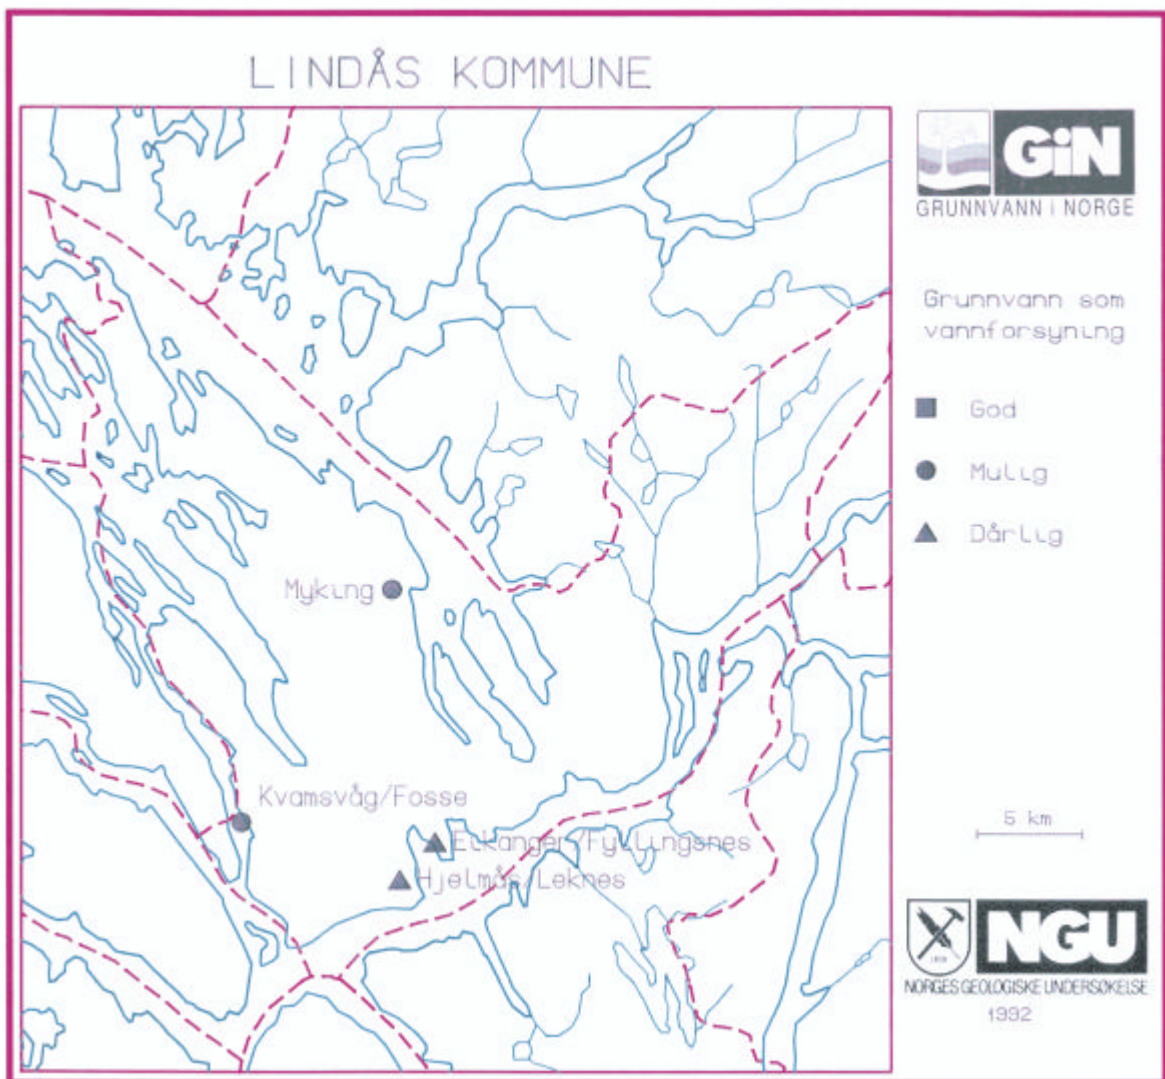 LINDÅS KOMMUNE
GiN
GRUNNVANN I NORGE
Grunnvann som
vannforsyning
God
Mulig
Dårlig
Myking
Kvamsvåg/Fosse
Eikanger/Fyllingsnes
Hjelmås/Leknes
5 km
NGU
NORGES GEOLOGISKE UNDERSØKELSE
1992